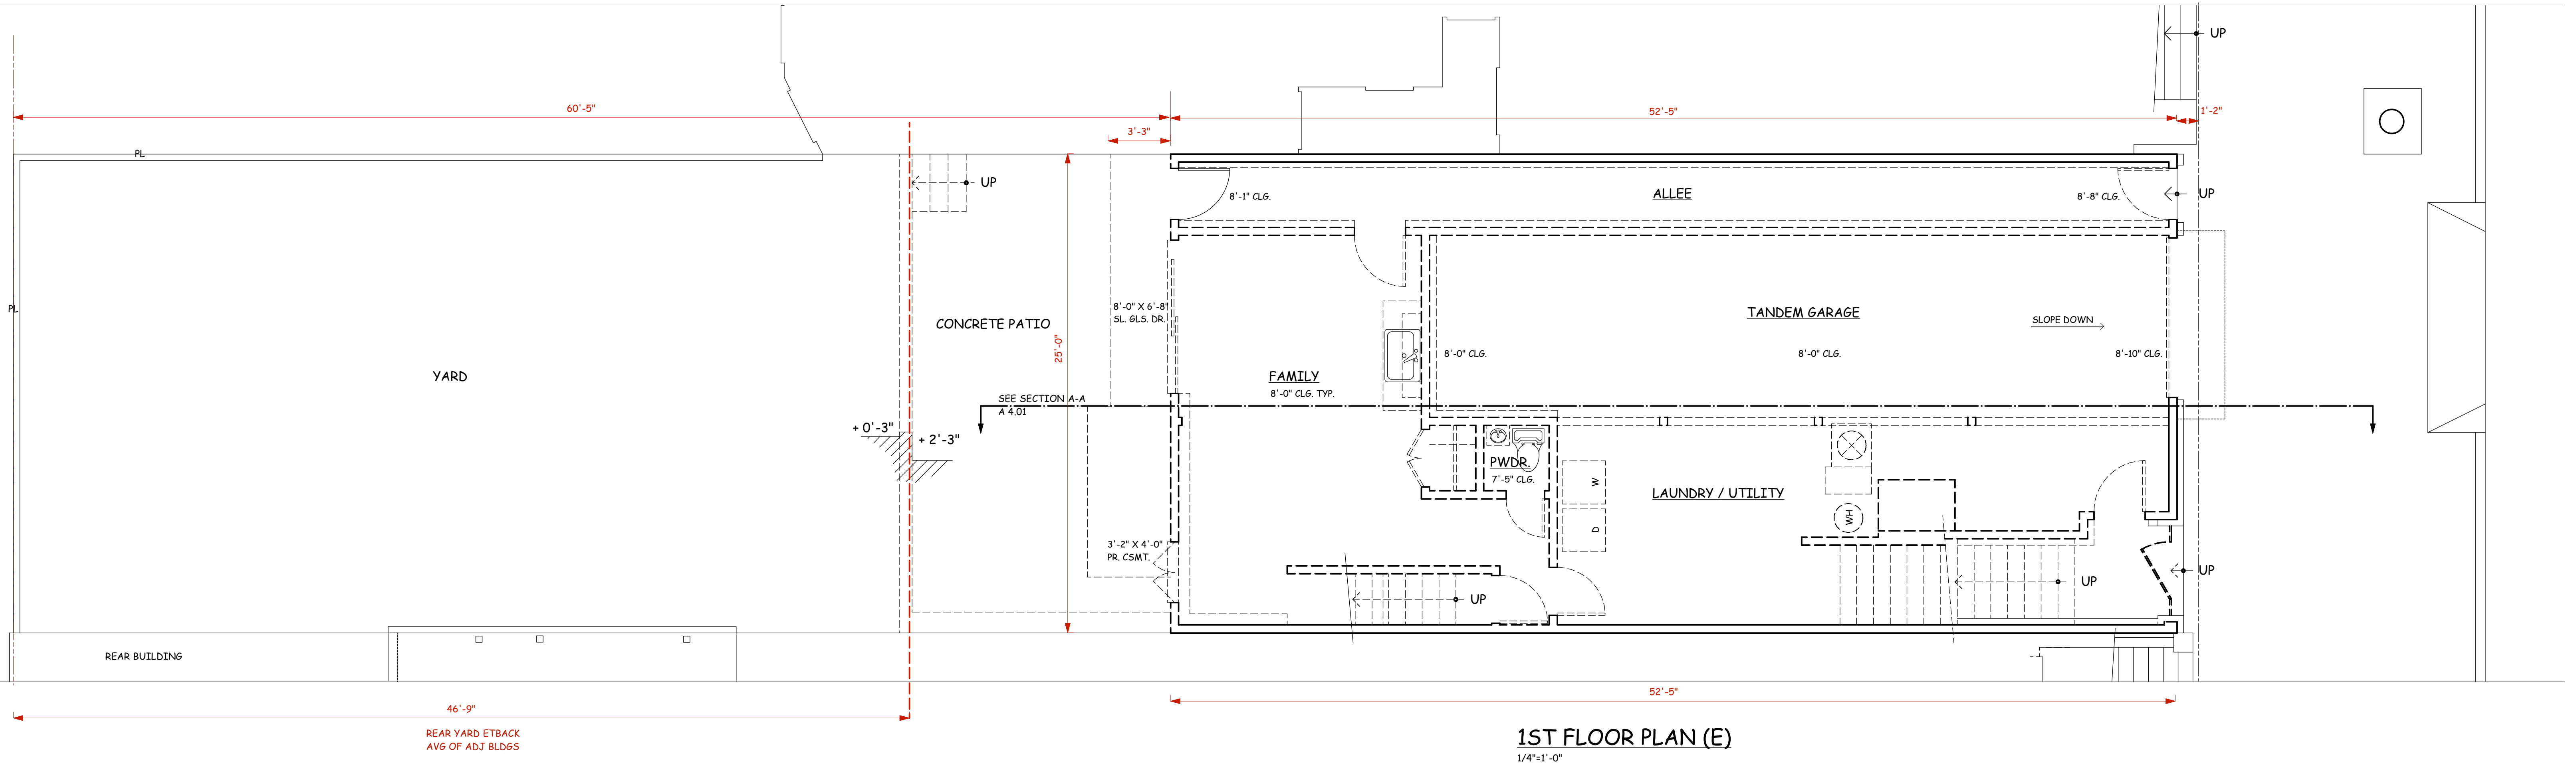 UP
60'-5"
52'-5"
1'-2"
3'-3"
PL
UP
8'-1" CLG.
ALLEE
8'-8" CLG.
UP
PL
8'-0" X 6'-8"
SL. GLS. DR.
CONCRETE PATIO
25'-0"
TANDEM GARAGE
SLOPE DOWN
8'-0" CLG.
8'-0" CLG.
8'-10" CLG.
YARD
FAMILY
8'-0" CLG. TYP.
SEE SECTION A-A
A 4.01
+ 0'-3"
+ 2'-3"
PWDR.
7'-5" CLG.
W
LAUNDRY / UTILITY
WH
D
3'-2" X 4'-0"
PR. CSMT.
UP
UP
UP
REAR BUILDING
52'-5"
46'-9"
REAR YARD ETBACK
AVG OF ADJ BLDGS
1ST FLOOR PLAN (E)
1/4"=1'-0"